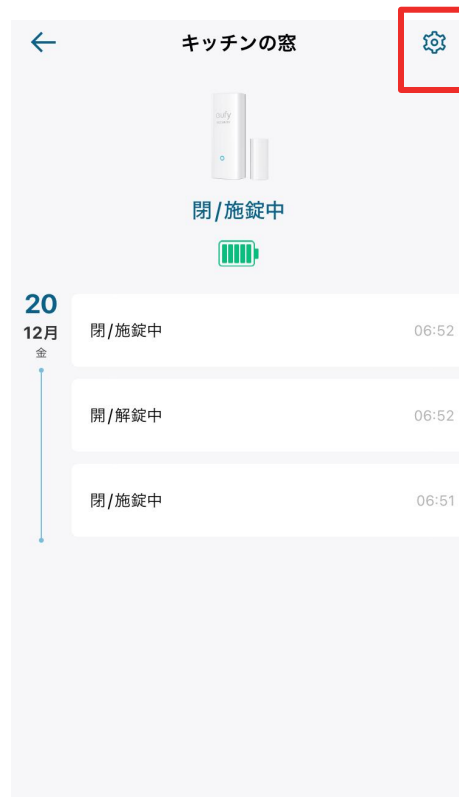 キッチンの窓
eufy
閉/施錠中
20
12月
金
閉/施錠中 06:52
開/解錠中 06:52
閉/施錠中 06:51